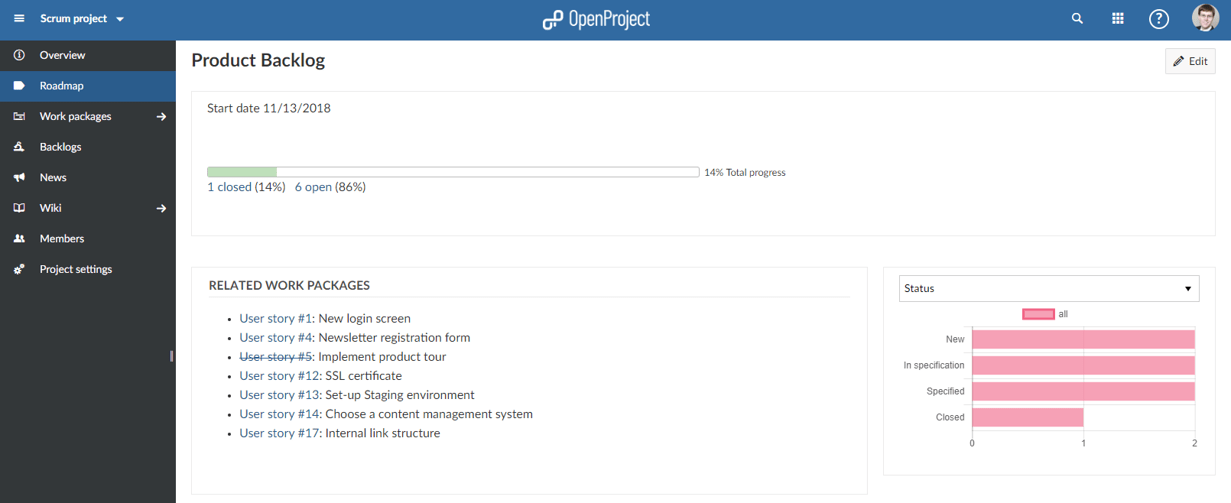 Scrum project
OpenProject
?
Overview
Roadmap
Work packages
Backlogs
News
Wiki
Members
Project settings
Product Backlog
Edit
Start date 11/13/2018
14% Total progress
1 closed (14%) 6 open (86%)
RELATED WORK PACKAGES
User story #1: New login screen
User story #4: Newsletter registration form
User story #5: Implement product tour
User story #12: SSL certificate
User story #13: Set-up Staging environment
User story #14: Choose a content management system
User story #17: Internal link structure
Status
all
New
In specification
Specified
Closed
0 1 2